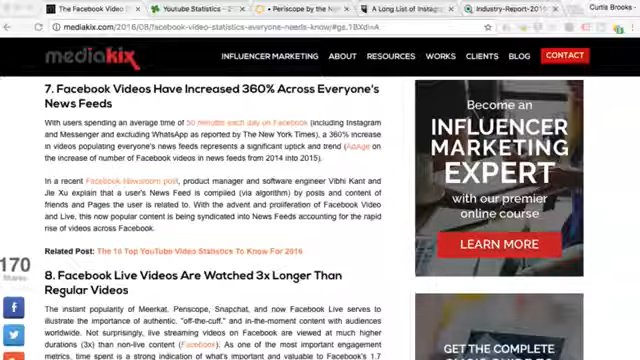 The Facebook Video
Youtube Statistics - 2
Periscope by the N
A Long List of Instag
Industry-Report-2016
Curtis Brooks -
mediakix.com/2016/08/facebook-video-statistics-everyone-needs-know/#gs.1BXdi=A
mediakix
INFLUENCER MARKETING ABOUT RESOURCES WORKS CLIENTS BLOG CONTACT
7. Facebook Videos Have Increased 360% Across Everyone's
News Feeds
With users spending an average time of 50 minutes each day on Facebook (including Instagram
and Messenger and excluding WhatsApp as reported by The New York Times), a 360% increase
in videos populating everyone's news feeds represents a significant uptick and trend (AdAge on
the increase of number of Facebook videos in news feeds from 2014 into 2015).
In a recent Facebook Newsroom post, product manager and software engineer Vibhi Kant and
Jie Xu explain that a user's News Feed is compiled (via algorithm) by posts and content of
friends and Pages the user is related to. With the advent and proliferation of Facebook Video
and Live, this now popular content is being syndicated into News Feeds accounting for the rapid
rise of videos across Facebook.
Related Post: The 10 Top YouTube Video Statistics To Know For 2016
170
Shares
8. Facebook Live Videos Are Watched 3x Longer Than
Regular Videos
The instant popularity of Meerkat, Periscope, Snapchat, and now Facebook Live serves to
illustrate the importance of authentic, "off-the-cuff," and in-the-moment content with audiences
worldwide. Not surprisingly, live streaming videos on Facebook are viewed at much higher
durations (3x) than non-live content (Facebook). As one of the most important engagement
metrics, time spent is a strong indication of what's important and valuable to Facebook's 1.7
Become an
INFLUENCER
MARKETING
EXPERT
with our premier
online course
LEARN MORE
GET THE COMPLETE